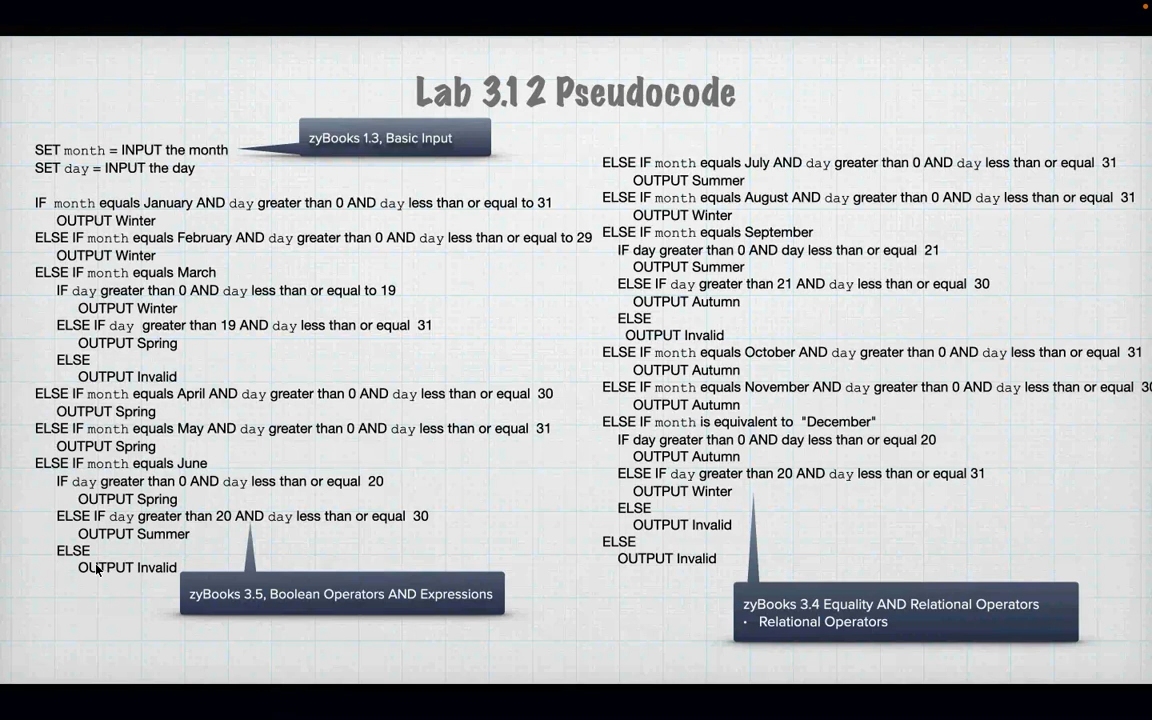 Lab 3.12 Pseudocode
zyBooks 1.3, Basic Input
SET month = INPUT the month
SET day = INPUT the day
IF month equals January AND day greater than 0 AND day less than or equal to 31
OUTPUT Winter
ELSE IF month equals February AND day greater than 0 AND day less than or equal to 29
OUTPUT Winter
ELSE IF month equals March
IF day greater than 0 AND day less than or equal to 19
OUTPUT Winter
ELSE IF day greater than 19 AND day less than or equal 31
OUTPUT Spring
ELSE
OUTPUT Invalid
ELSE IF month equals April AND day greater than 0 AND day less than or equal 30
OUTPUT Spring
ELSE IF month equals May AND day greater than 0 AND day less than or equal 31
OUTPUT Spring
ELSE IF month equals June
IF day greater than 0 AND day less than or equal 20
OUTPUT Spring
ELSE IF day greater than 20 AND day less than or equal 30
OUTPUT Summer
ELSE
OUTPUT Invalid
zyBooks 3.5, Boolean Operators AND Expressions
ELSE IF month equals July AND day greater than 0 AND day less than or equal 31
OUTPUT Summer
ELSE IF month equals August AND day greater than 0 AND day less than or equal 31
OUTPUT Winter
ELSE IF month equals September
IF day greater than 0 AND day less than or equal 21
OUTPUT Summer
ELSE IF day greater than 21 AND day less than or equal 30
OUTPUT Autumn
ELSE
OUTPUT Invalid
ELSE IF month equals October AND day greater than 0 AND day less than or equal 31
OUTPUT Autumn
ELSE IF month equals November AND day greater than 0 AND day less than or equal 30
OUTPUT Autumn
ELSE IF month is equivalent to "December"
IF day greater than 0 AND day less than or equal 20
OUTPUT Autumn
ELSE IF day greater than 20 AND day less than or equal 31
OUTPUT Winter
ELSE
OUTPUT Invalid
ELSE
OUTPUT Invalid
zyBooks 3.4 Equality AND Relational Operators
• Relational Operators